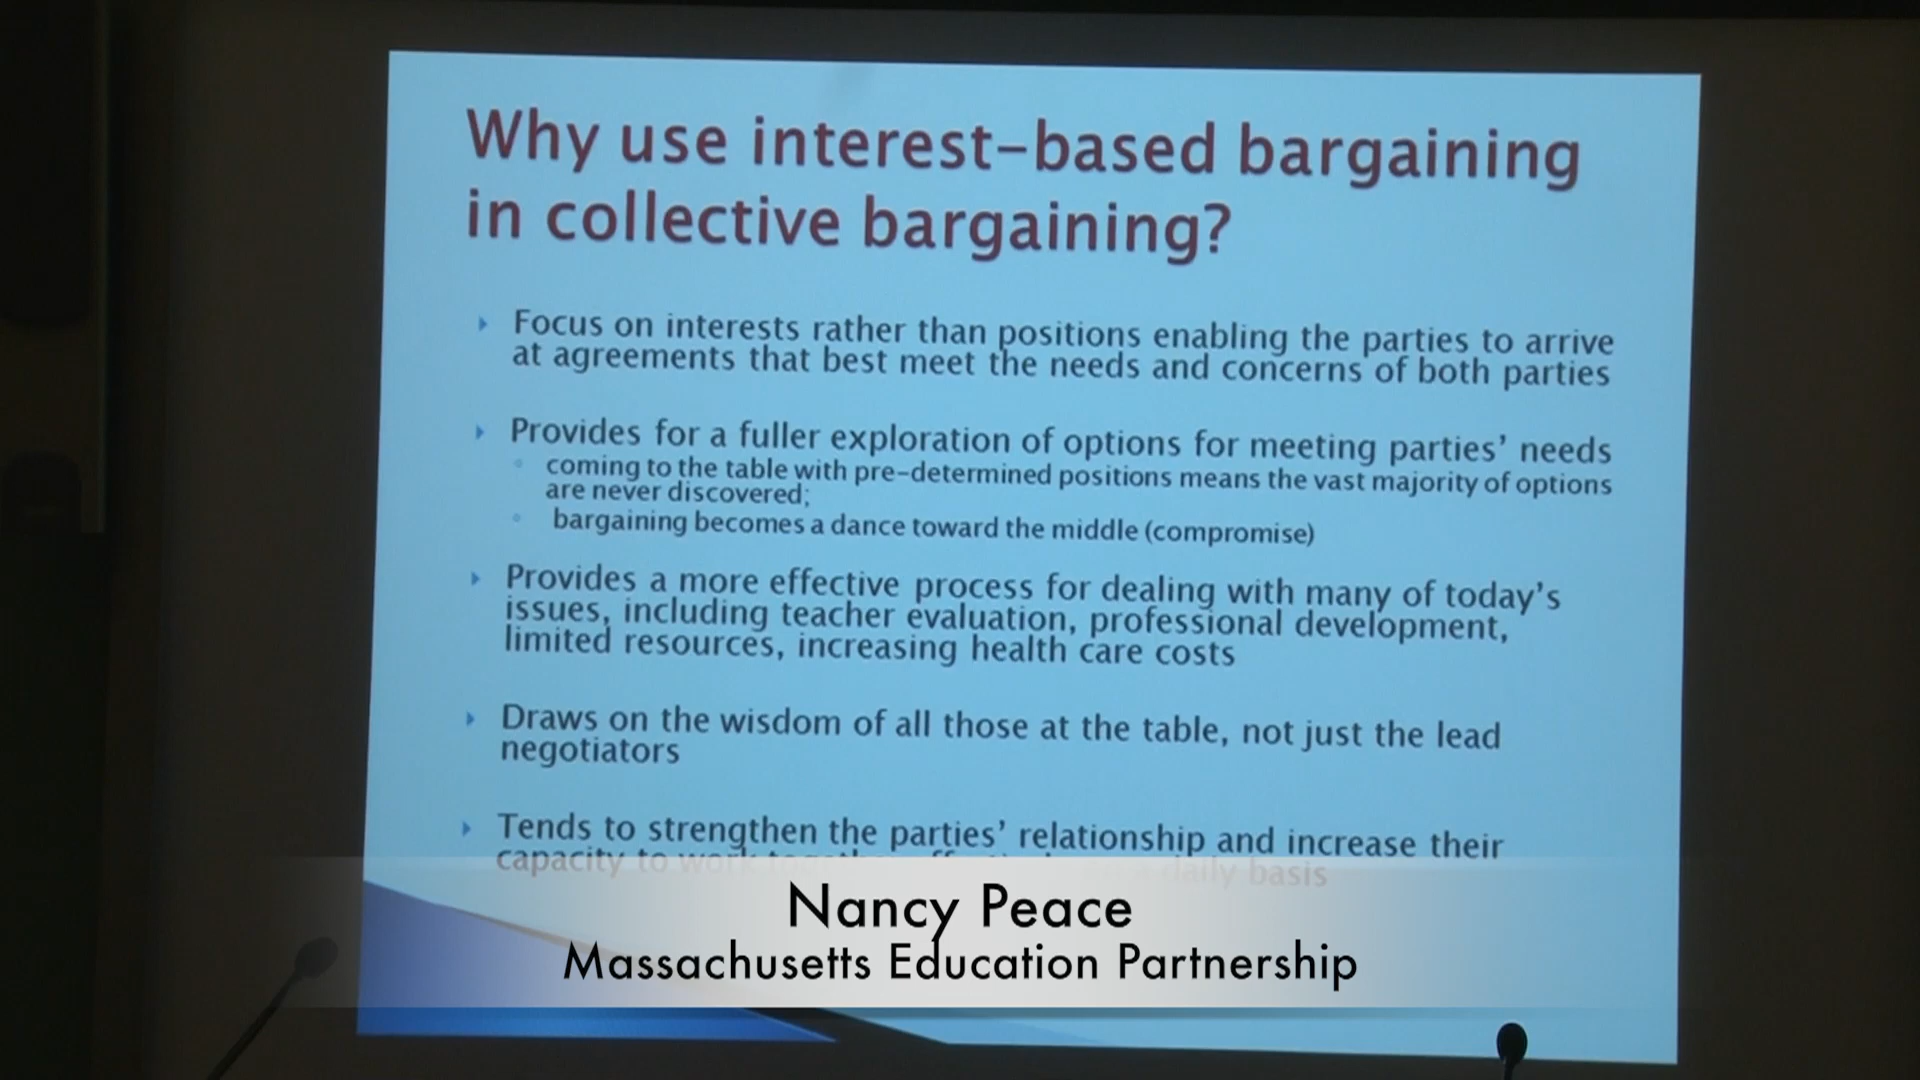 Why use interest-based bargaining
in collective bargaining?
Focus on interests rather than positions enabling the parties to arrive
at agreements that best meet the needs and concerns of both parties
Provides for a fuller exploration of options for meeting parties' needs
coming to the table with pre-determined positions means the vast majority of options
are never discovered;
bargaining becomes a dance toward the middle (compromise)
Provides a more effective process for dealing with many of today's
issues, including teacher evaluation, professional development,
limited resources, increasing health care costs
Draws on the wisdom of all those at the table, not just the lead
negotiators
Tends to strengthen the parties' relationship and increase their
capacity to work together daily basis
Nancy Peace
Massachusetts Education Partnership